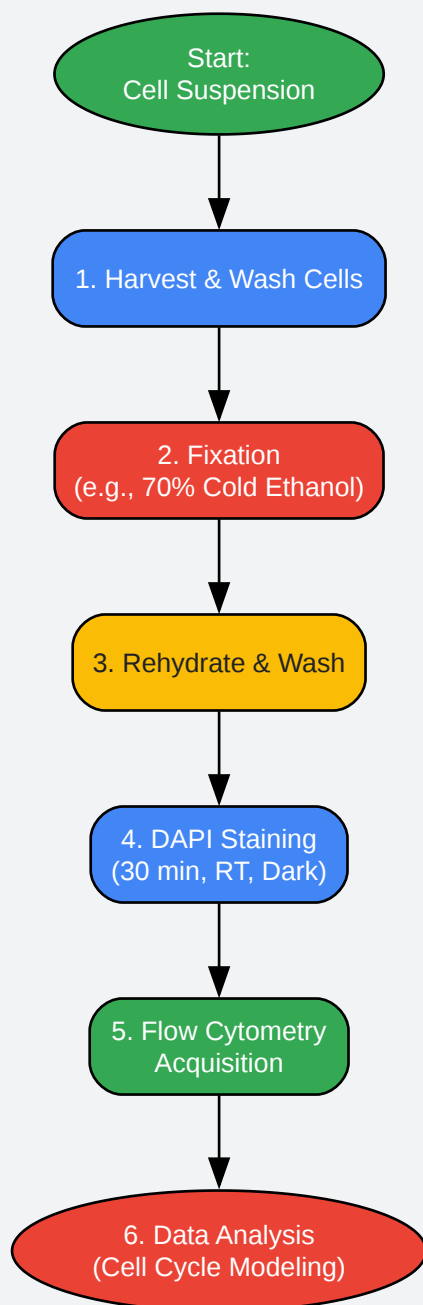 Start:
Cell Suspension
1. Harvest & Wash Cells
2. Fixation
(e.g., 70% Cold Ethanol)
3. Rehydrate & Wash
4. DAPI Staining
(30 min, RT, Dark)
5. Flow Cytometry
Acquisition
6. Data Analysis
(Cell Cycle Modeling)